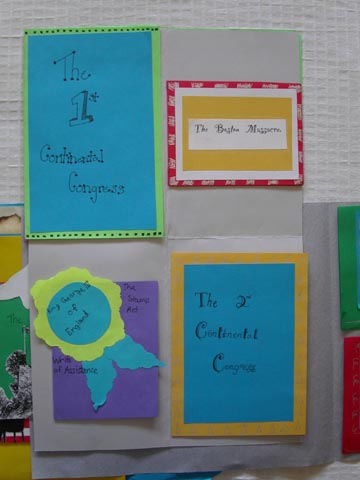 The
1st
Continental
Congress
The Boston Massacre
King George III
of
England
The
Stamp
Act
Writs
of Assistance
The 2nd
Continental
Congress
The